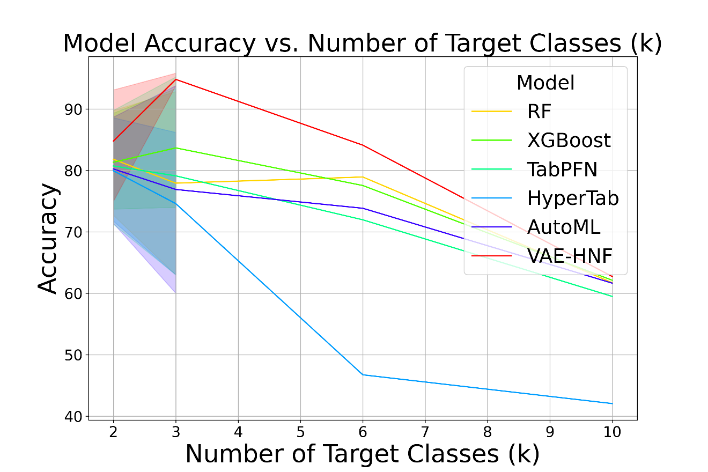 Model Accuracy vs. Number of Target Classes (k)
Accuracy
90
80
70
60
50
40
Model
RF
XGBoost
TabPFN
HyperTab
AutoML
VAE-HNF
2 3 4 5 6 7 8 9 10
Number of Target Classes (k)